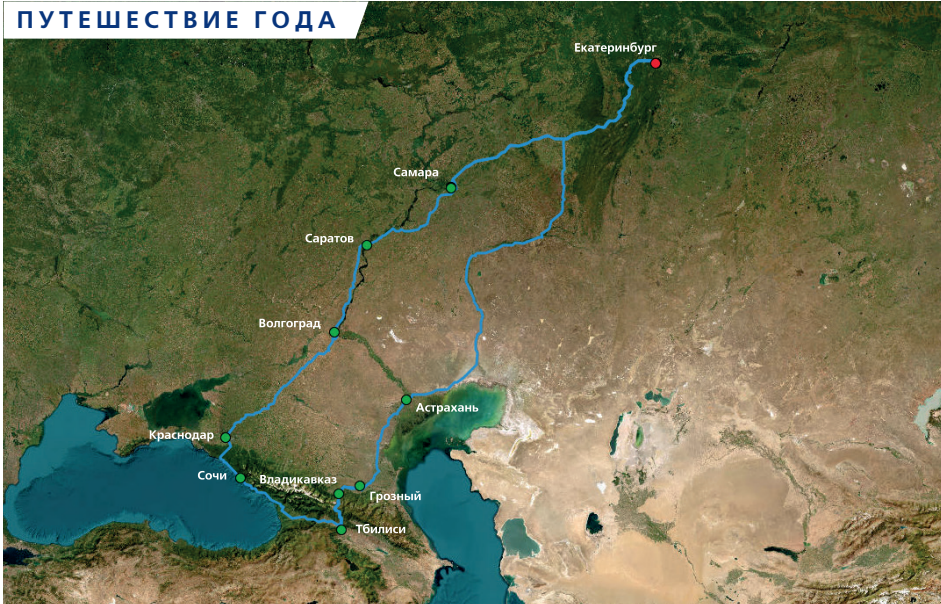 ПУТЕШЕСТВИЕ ГОДА
Екатеринбург
Самара
Саратов
Волгоград
Астрахань
Краснодар
Сочи
Владикавказ
Грозный
Тбилиси